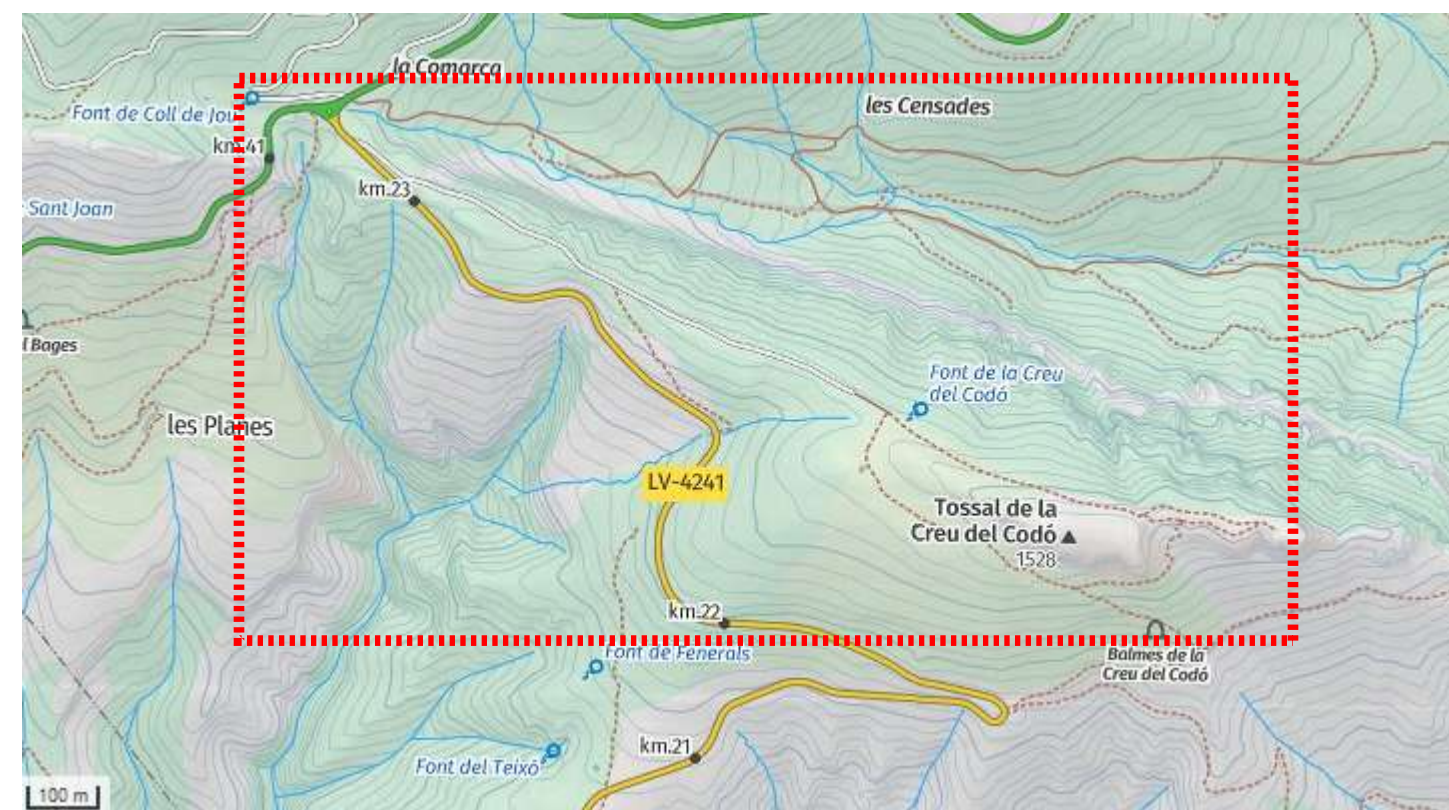 la Comarca
les Censades
Font de Coll de Jou
km.41
km.23
Sant Joan
l Bages
Font de la Creu
del Codó
les Planes
LV-4241
Tossal de la
Creu del Codó
1528
km.22
Font de Fenerals
Balmes de la
Creu del Codó
km.21
Font del Teixó
100 m